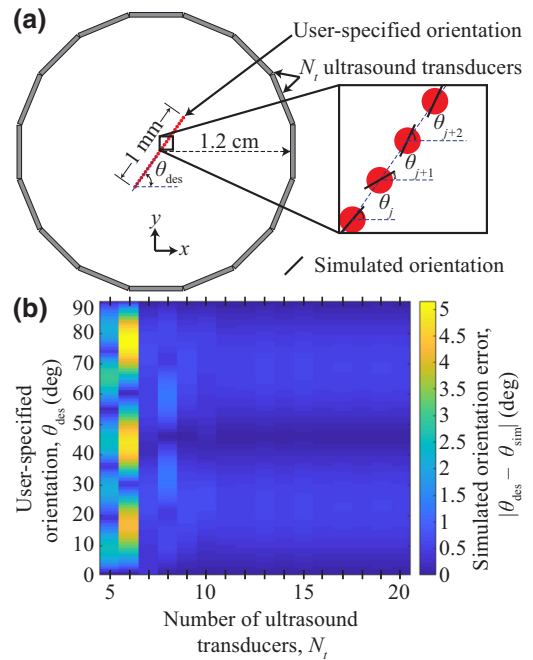 (a)
User-specified orientation
N_t ultrasound transducers
1 mm
1.2 cm
θ_des
y
x
θ_{j+2}
θ_{j+1}
θ_j
Simulated orientation
(b)
User-specified
orientation, θ_des (deg)
90
80
70
60
50
40
30
20
10
0
5
10
15
20
Number of ultrasound
transducers, N_t
5
4.5
4
3.5
3
2.5
2
1.5
1
0.5
0
Simulated orientation error,
|θ_des − θ_sim| (deg)